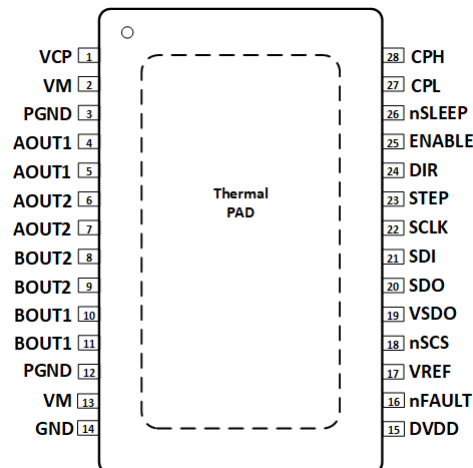 VCP 1 28 CPH
VM 2 27 CPL
PGND 3 26 nSLEEP
AOUT1 4 25 ENABLE
AOUT1 5 24 DIR
AOUT2 6 23 STEP
AOUT2 7 22 SCLK
BOUT2 8 21 SDI
BOUT2 9 20 SDO
BOUT1 10 19 VSDO
BOUT1 11 18 nSCS
PGND 12 17 VREF
VM 13 16 nFAULT
GND 14 15 DVDD
Thermal
PAD